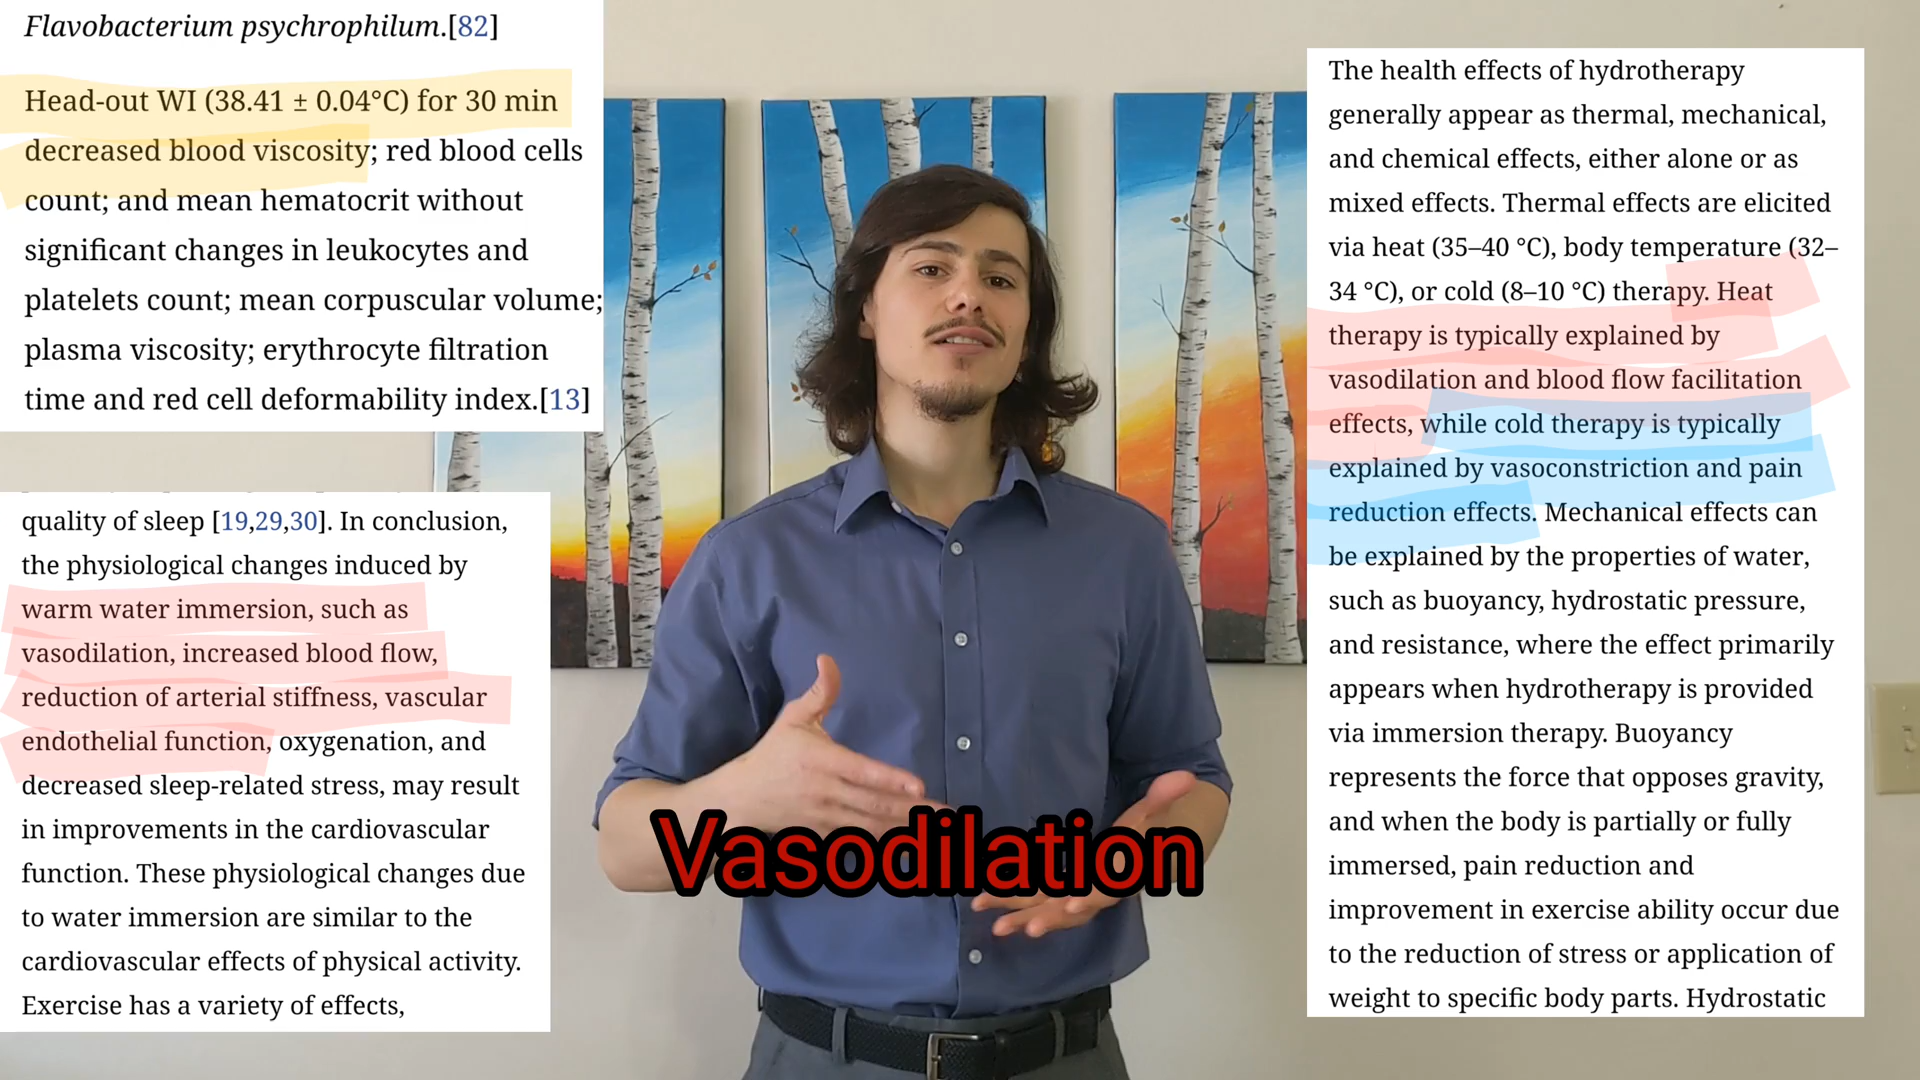 Flavobacterium psychrophilum.[82]
Head-out WI (38.41 ± 0.04°C) for 30 min
decreased blood viscosity; red blood cells
count; and mean hematocrit without
significant changes in leukocytes and
platelets count; mean corpuscular volume;
plasma viscosity; erythrocyte filtration
time and red cell deformability index.[13]
quality of sleep [19,29,30]. In conclusion,
the physiological changes induced by
warm water immersion, such as
vasodilation, increased blood flow,
reduction of arterial stiffness, vascular
endothelial function, oxygenation, and
decreased sleep-related stress, may result
in improvements in the cardiovascular
function. These physiological changes due
to water immersion are similar to the
cardiovascular effects of physical activity.
Exercise has a variety of effects,
Vasodilation
The health effects of hydrotherapy
generally appear as thermal, mechanical,
and chemical effects, either alone or as
mixed effects. Thermal effects are elicited
via heat (35–40 °C), body temperature (32–
34 °C), or cold (8–10 °C) therapy. Heat
therapy is typically explained by
vasodilation and blood flow facilitation
effects, while cold therapy is typically
explained by vasoconstriction and pain
reduction effects. Mechanical effects can
be explained by the properties of water,
such as buoyancy, hydrostatic pressure,
and resistance, where the effect primarily
appears when hydrotherapy is provided
via immersion therapy. Buoyancy
represents the force that opposes gravity,
and when the body is partially or fully
immersed, pain reduction and
improvement in exercise ability occur due
to the reduction of stress or application of
weight to specific body parts. Hydrostatic